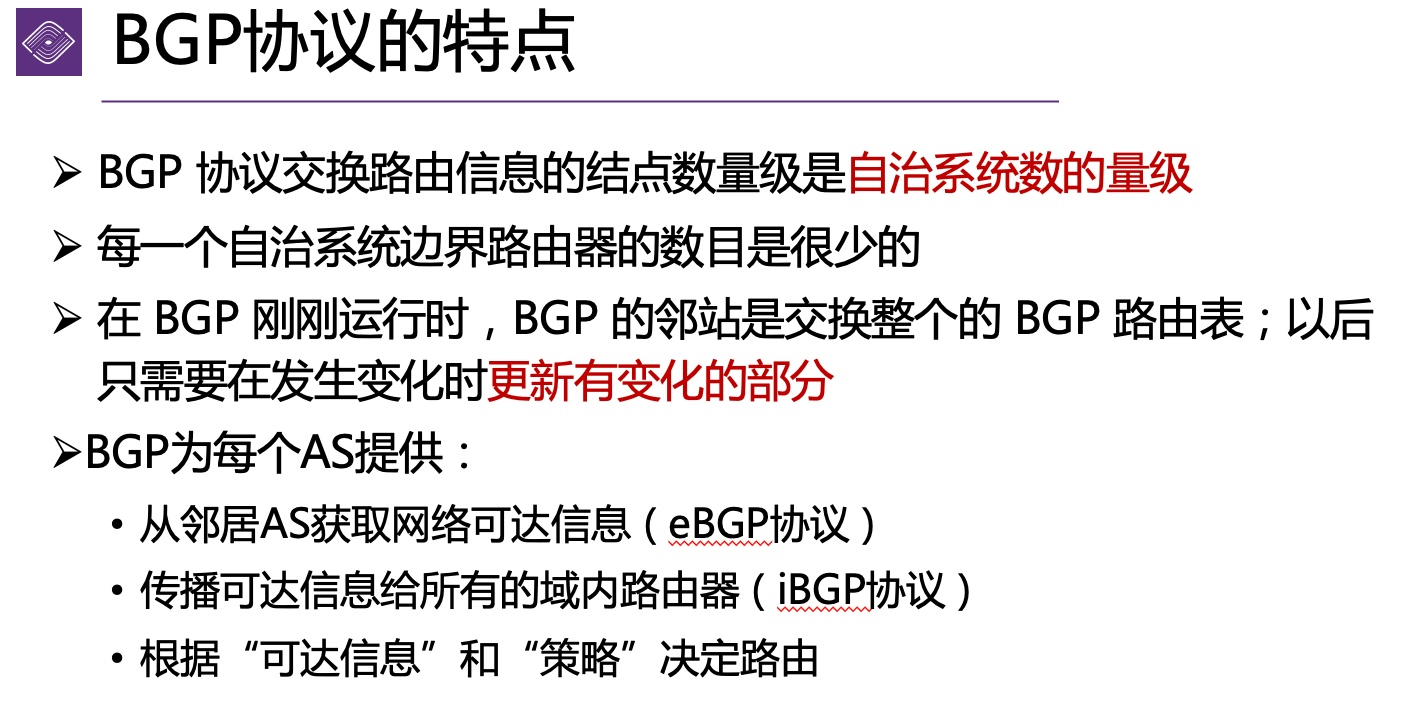 BGP协议的特点
➢ BGP 协议交换路由信息的结点数量级是自治系统数的量级
➢ 每一个自治系统边界路由器的数目是很少的
➢ 在 BGP 刚刚运行时，BGP 的邻站是交换整个的 BGP 路由表；以后
只需要在发生变化时更新有变化的部分
➢BGP为每个AS提供：
• 从邻居AS获取网络可达信息（eBGP协议）
• 传播可达信息给所有的域内路由器（iBGP协议）
• 根据“可达信息”和“策略”决定路由